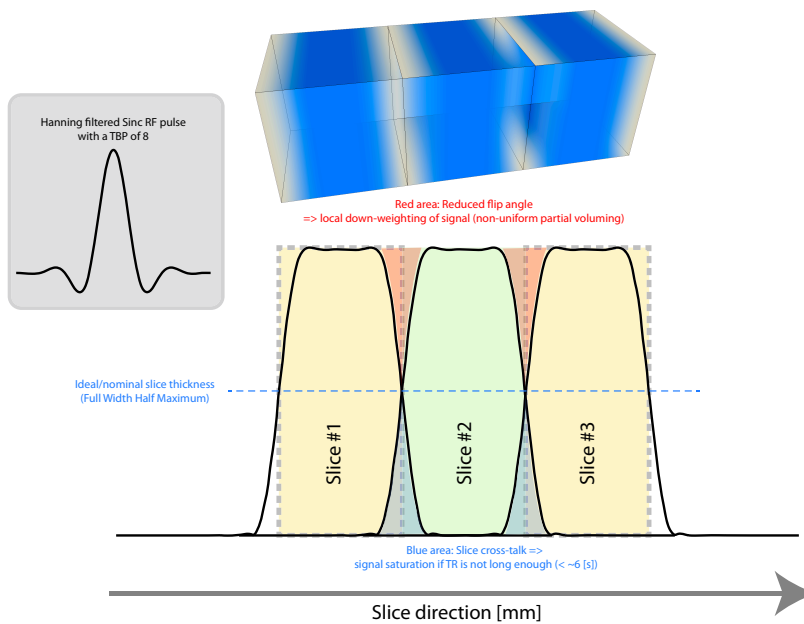 Hanning filtered Sinc RF pulse
with a TBP of 8
Red area: Reduced flip angle
=> local down-weighting of signal (non-uniform partial voluming)
Ideal/nominal slice thickness
(Full Width Half Maximum)
Slice #1
Slice #2
Slice #3
Blue area: Slice cross-talk =>
signal saturation if TR is not long enough (< ~6 [s])
Slice direction [mm]